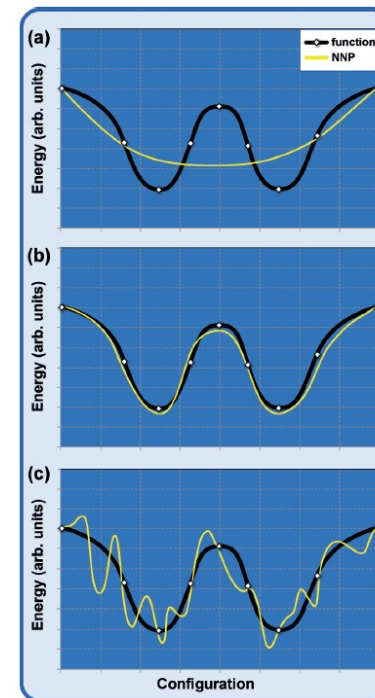 (a)
function
NNP
Energy (arb. units)
(b)
Energy (arb. units)
(c)
Energy (arb. units)
Configuration